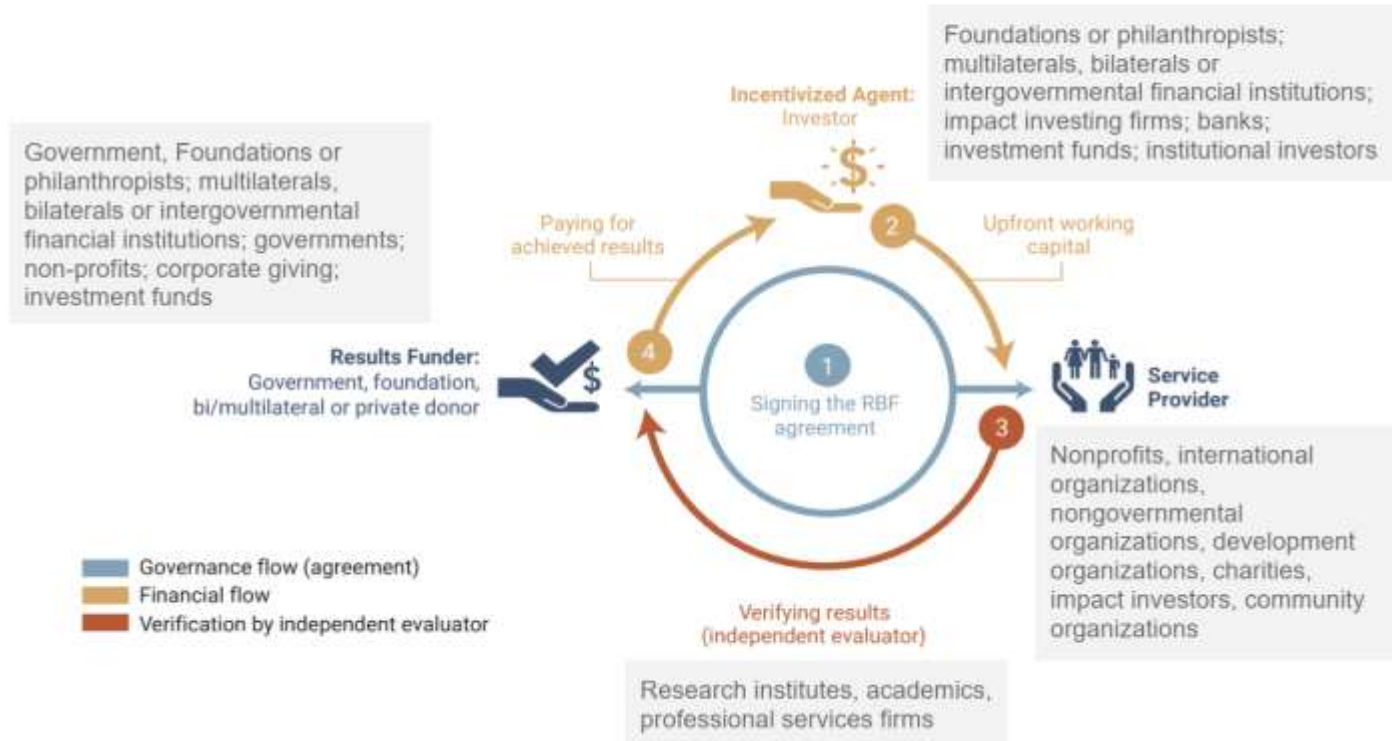 Foundations or philanthropists;
multilaterals, bilaterals or
intergovernmental financial institutions;
impact investing firms; banks;
investment funds; institutional investors
Incentivized Agent:
Investor
$
Government, Foundations or
philanthropists; multilaterals,
bilaterals or intergovernmental
financial institutions; governments;
non-profits; corporate giving;
investment funds
Paying for
achieved results
2
Upfront working
capital
Results Funder:
Government, foundation,
bi/multilateral or private donor
$
4
1
Signing the RBF
agreement
Service
Provider
3
Nonprofits, international
organizations,
nongovernmental
organizations, development
organizations, charities,
impact investors, community
organizations
Governance flow (agreement)
Financial flow
Verification by independent evaluator
Verifying results
(independent evaluator)
Research institutes, academics,
professional services firms